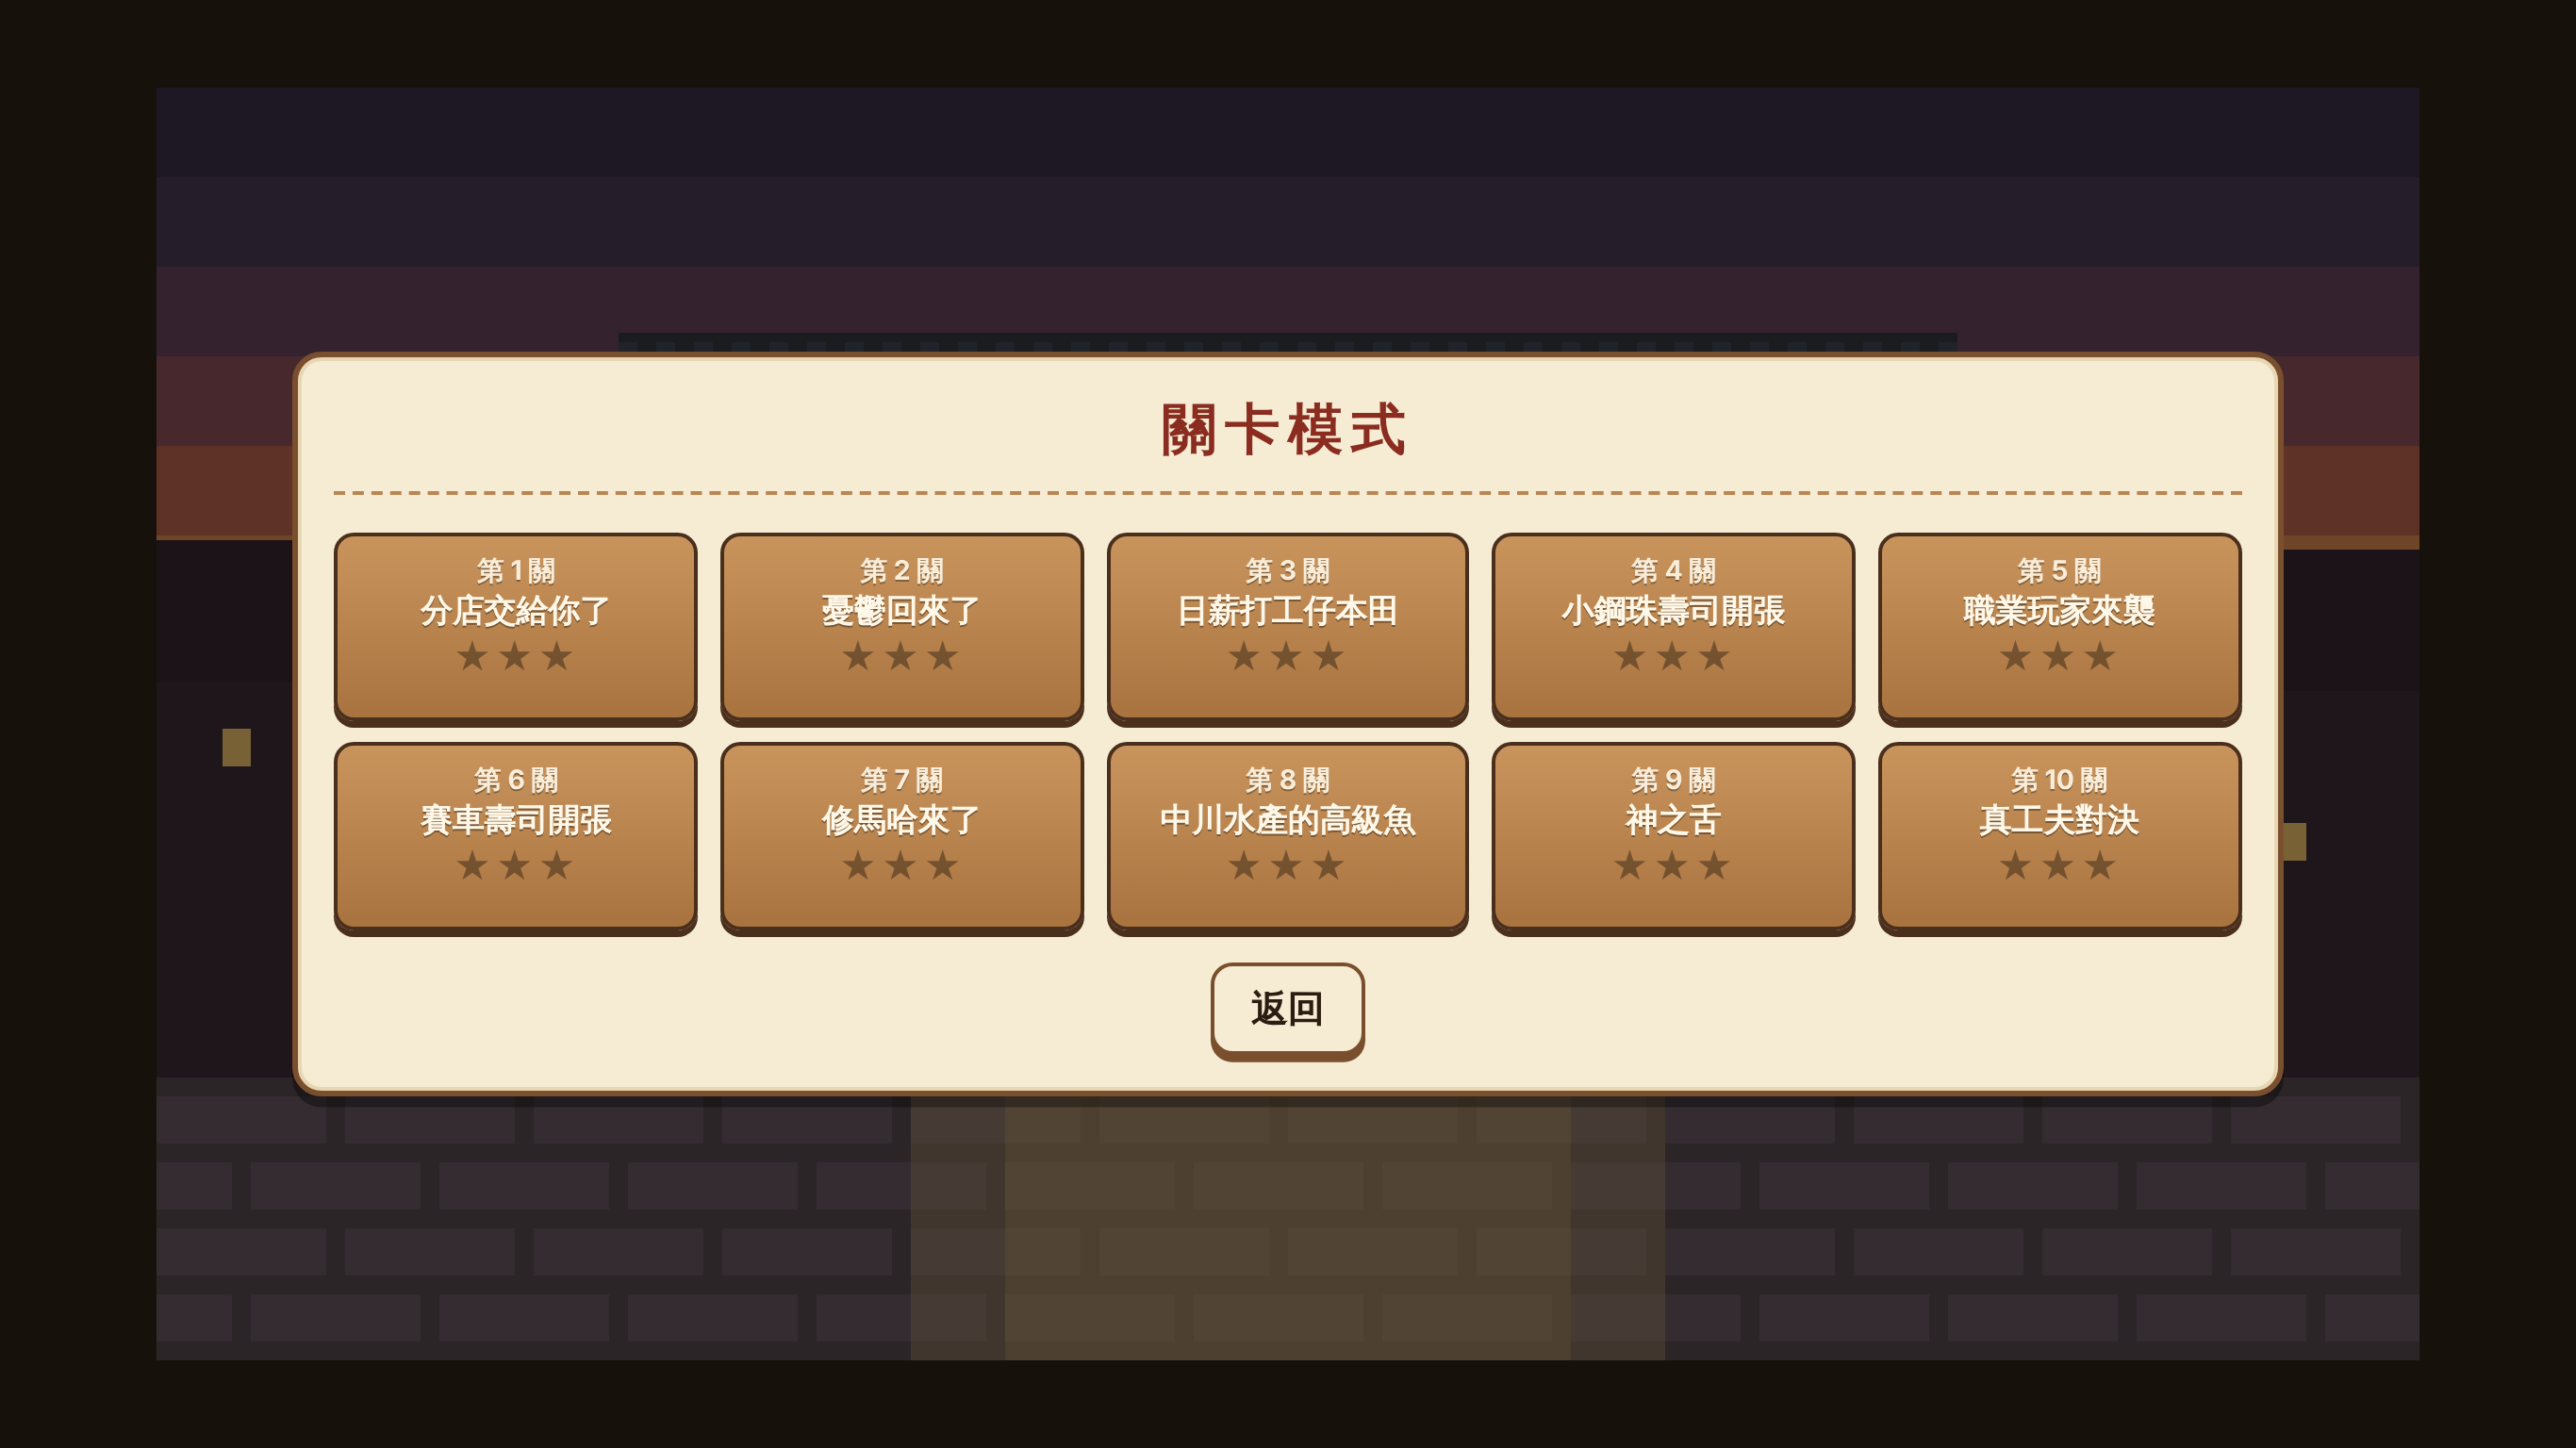 關卡模式
第 1 關
分店交給你了
★★★
第 2 關
憂鬱回來了
★★★
第 3 關
日薪打工仔本田
★★★
第 4 關
小鋼珠壽司開張
★★★
第 5 關
職業玩家來襲
★★★
第 6 關
賽車壽司開張
★★★
第 7 關
修馬哈來了
★★★
第 8 關
中川水產的高級魚
★★★
第 9 關
神之舌
★★★
第 10 關
真工夫對決
★★★
返回